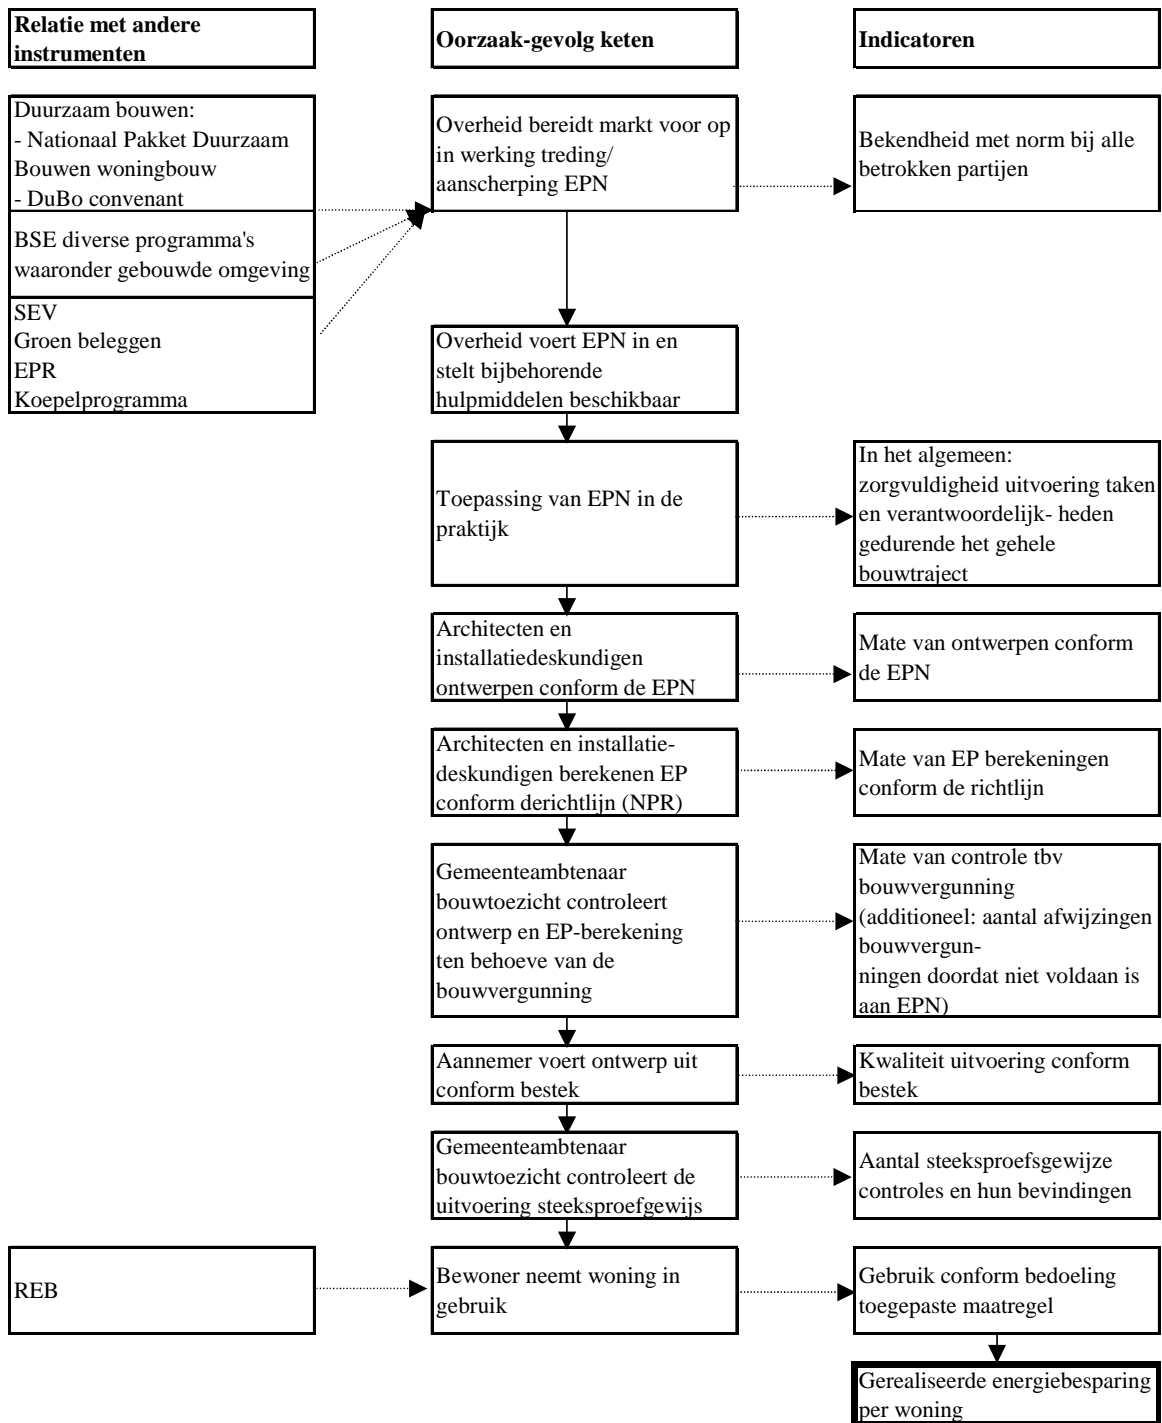 Relatie met andere
instrumenten
Oorzaak-gevolg keten
Indicatoren
Duurzaam bouwen:
- Nationaal Pakket Duurzaam
Bouwen woningbouw
- DuBo convenant
BSE diverse programma's
waaronder gebouwde omgeving
SEV
Groen beleggen
EPR
Koepelprogramma
Overheid bereidt markt voor op
in werking treding/
aanscherping EPN
Bekendheid met norm bij alle
betrokken partijen
Overheid voert EPN in en
stelt bijbehorende
hulpmiddelen beschikbaar
Toepassing van EPN in de
praktijk
In het algemeen:
zorgvuldigheid uitvoering taken
en verantwoordelijk- heden
gedurende het gehele
bouwtraject
Architecten en
installatiedeskundigen
ontwerpen conform de EPN
Mate van ontwerpen conform
de EPN
Architecten en installatie-
deskundigen berekenen EP
conform derichtlijn (NPR)
Mate van EP berekeningen
conform de richtlijn
Gemeenteambtenaar
bouwtoezicht controleert
ontwerp en EP-berekening
ten behoeve van de
bouwvergunning
Mate van controle tbv
bouwvergunning
(additioneel: aantal afwijzingen
bouwvergun-
ningen doordat niet voldaan is
aan EPN)
Aannemer voert ontwerp uit
conform bestek
Kwaliteit uitvoering conform
bestek
Gemeenteambtenaar
bouwtoezicht controleert de
uitvoering steeksproefgewijs
Aantal steeksproefsgewijze
controles en hun bevindingen
REB
Bewoner neemt woning in
gebruik
Gebruik conform bedoeling
toegepaste maatregel
Gerealiseerde energiebesparing
per woning